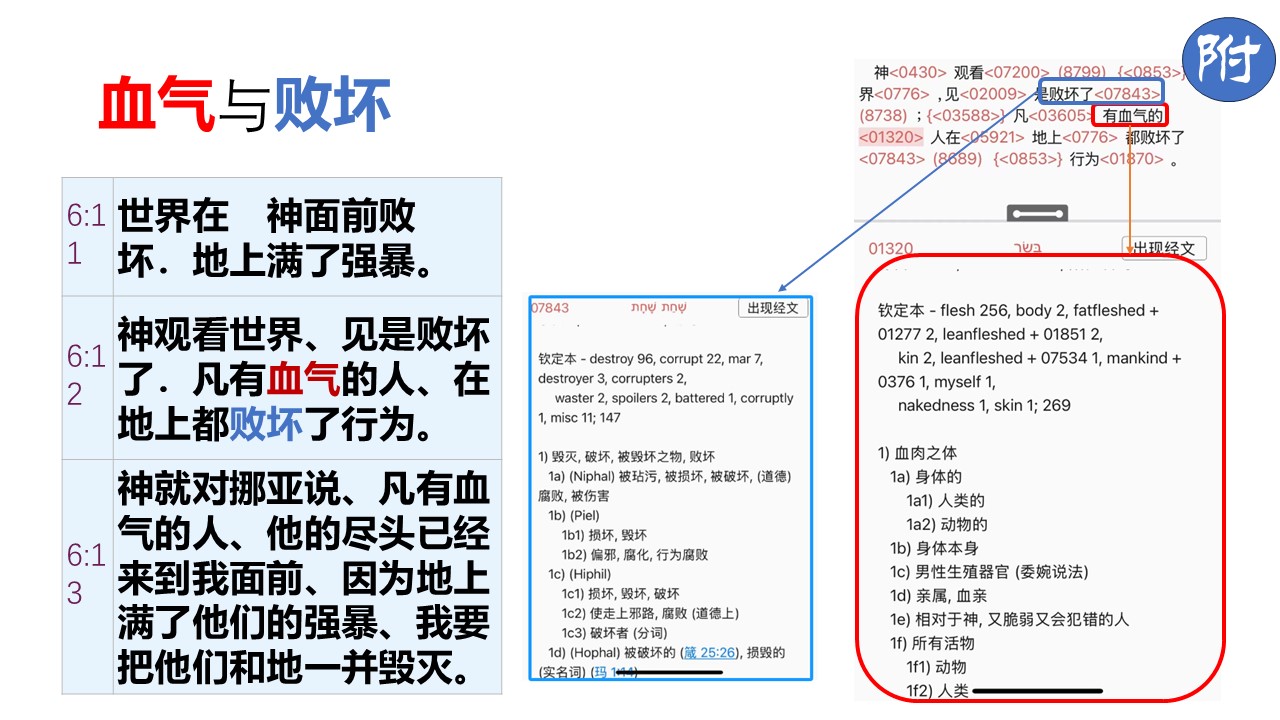 附
血气与败坏
6:1
1
世界在　神面前败
坏．地上满了强暴。
6:1
2
神观看世界、见是败坏
了．凡有血气的人、在
地上都败坏了行为。
6:1
3
神就对挪亚说、凡有血
气的人、他的尽头已经
来到我面前、因为地上
满了他们的强暴、我要
把他们和地一并毁灭。
07843 שָׁחַת שָׁחַת 出现经文
钦定本 - destroy 96, corrupt 22, mar 7,
destroyer 3, corrupters 2,
waster 2, spoilers 2, battered 1, corruptly
1, misc 11; 147
1) 毁灭, 破坏, 被毁坏之物, 败坏
1a) (Niphal) 被玷污, 被损坏, 被破坏, (道德)
腐败, 被伤害
1b) (Piel)
1b1) 损坏, 毁坏
1b2) 偏邪, 腐化, 行为腐败
1c) (Hiphil)
1c1) 损坏, 毁坏, 破坏
1c2) 使走上邪路, 腐败 (道德上)
1c3) 破坏者 (分词)
1d) (Hophal) 被破坏的 (箴 25:26), 损毁的
(实名词) (玛 1:14)
神<0430> 观看<07200> (8799) {<0853>}
界<0776> , 见<02009> 是败坏了<07843>
(8738) ；{<03588>} 凡<03605> 有血气的
<01320> 人在<05921> 地上<0776> 都败坏了
<07843> (8689) {<0853>} 行为<01870> 。
01320 בָּשָׂר 出现经文
钦定本 - flesh 256, body 2, fatfleshed +
01277 2, leanfleshed + 01851 2,
kin 2, leanfleshed + 07534 1, mankind +
0376 1, myself 1,
nakedness 1, skin 1; 269
1) 血肉之体
1a) 身体的
1a1) 人类的
1a2) 动物的
1b) 身体本身
1c) 男性生殖器官 (委婉说法)
1d) 亲属, 血亲
1e) 相对于神, 又脆弱又会犯错的人
1f) 所有活物
1f1) 动物
1f2) 人类